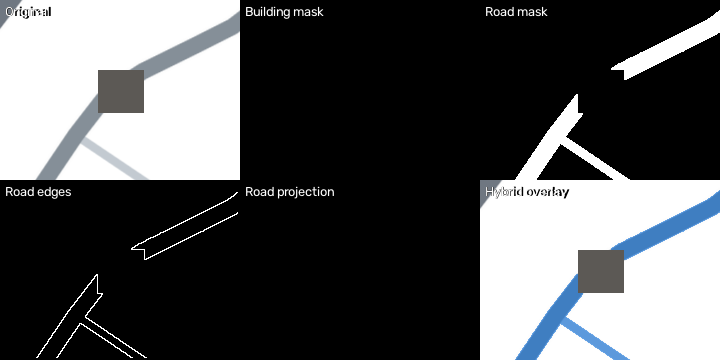 Original
Building mask
Road mask
Road edges
Road projection
Hybrid overlay